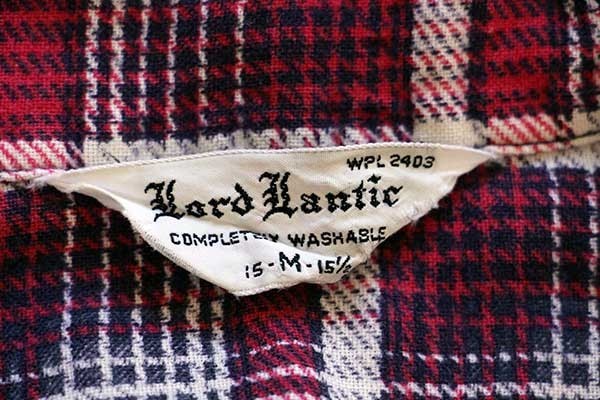 WPL 2403
Lord Lantic
COMPLETELY WASHABLE
15-M-15½